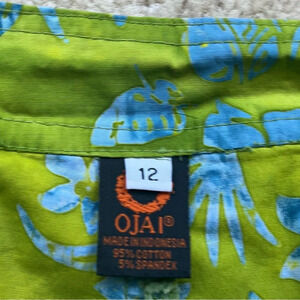 12
OJAI®
MADE IN INDONESIA
95% COTTON
5% SPANDEX